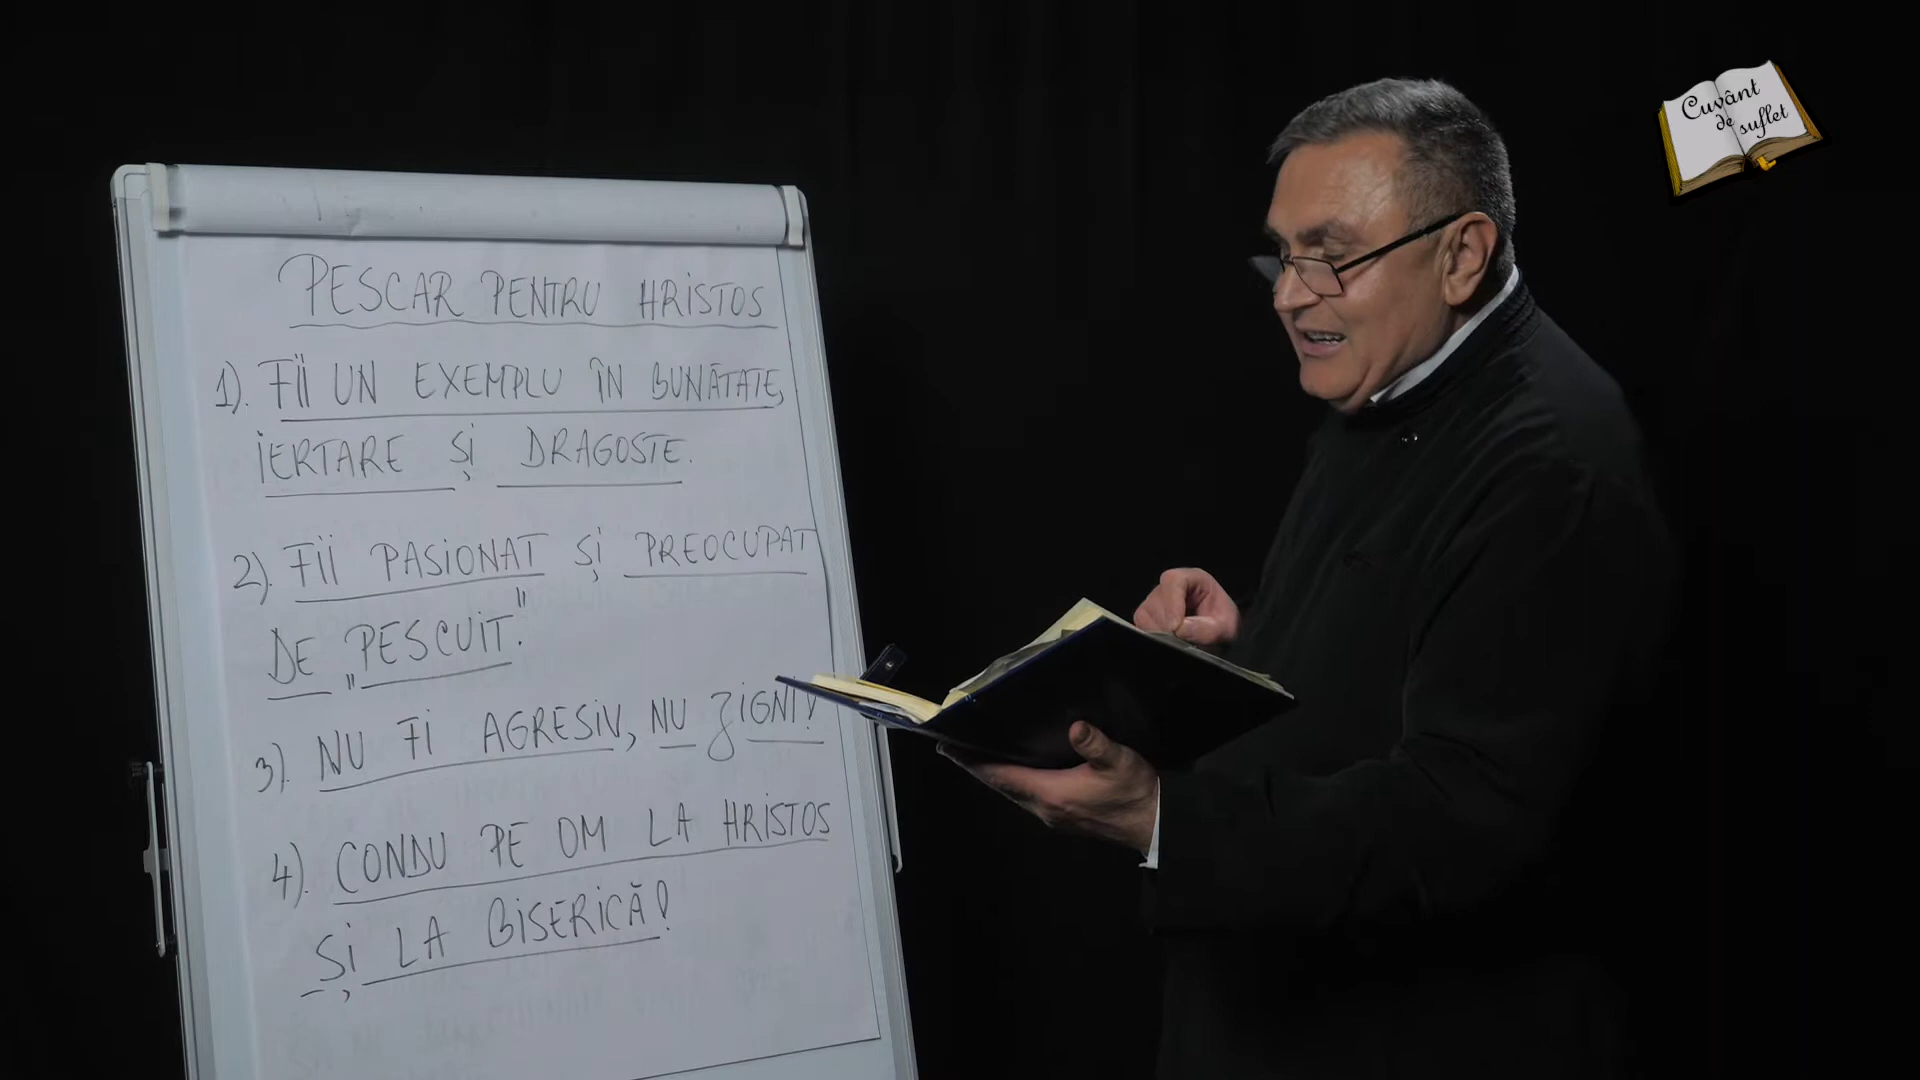 PESCAR PENTRU HRISTOS
1). FII UN EXEMPLU ÎN BUNĂTATE,
IERTARE ȘI DRAGOSTE.
2). FII PASIONAT ȘI PREOCUPAT
DE „PESCUIT."
3). NU FI AGRESIV, NU JIGNI!
4). CONDU PE OM LA HRISTOS
ȘI LA BISERICĂ!
Cuvânt
de suflet